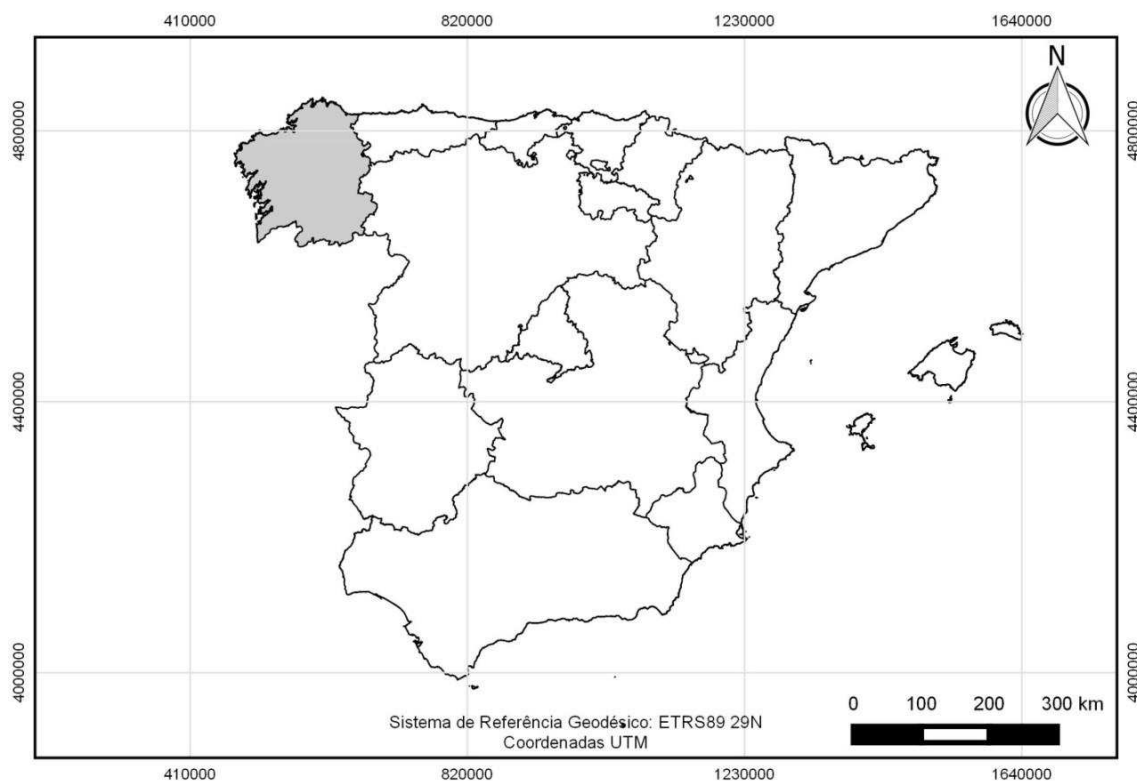 410000 820000 1230000 1640000
N
4800000 4800000
4400000 4400000
4000000 4000000
0 100 200 300 km
Sistema de Referência Geodésico: ETRS89 29N
Coordenadas UTM
410000 820000 1230000 1640000